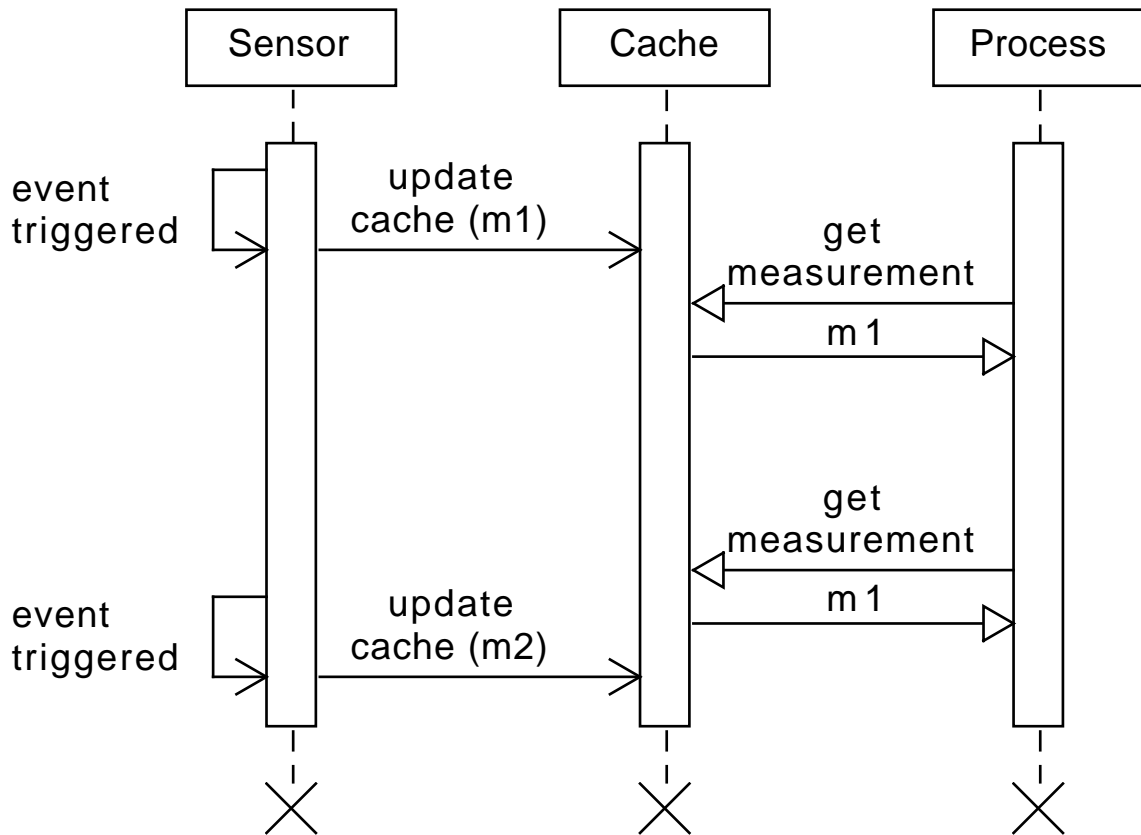 Sensor
Cache
Process
event
triggered
update
cache (m1)
get
measurement
m1
get
measurement
m1
event
triggered
update
cache (m2)